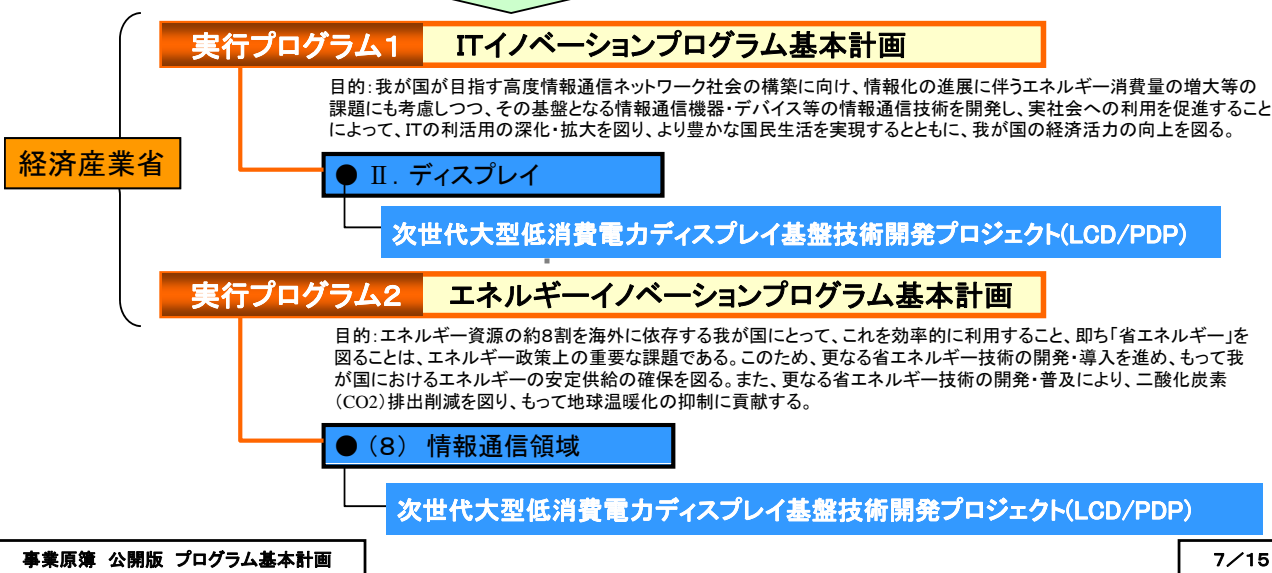 実行プログラム1 ITイノベーションプログラム基本計画
目的:我が国が目指す高度情報通信ネットワーク社会の構築に向け、情報化の進展に伴うエネルギー消費量の増大等の
課題にも考慮しつつ、その基盤となる情報通信機器・デバイス等の情報通信技術を開発し、実社会への利用を促進すること
によって、ITの利活用の深化・拡大を図り、より豊かな国民生活を実現するとともに、我が国の経済活力の向上を図る。
経済産業省
● Ⅱ. ディスプレイ
次世代大型低消費電力ディスプレイ基盤技術開発プロジェクト(LCD/PDP)
実行プログラム2 エネルギーイノベーションプログラム基本計画
目的:エネルギー資源の約8割を海外に依存する我が国にとって、これを効率的に利用すること、即ち「省エネルギー」を
図ることは、エネルギー政策上の重要な課題である。このため、更なる省エネルギー技術の開発・導入を進め、もって我
が国におけるエネルギーの安定供給の確保を図る。また、更なる省エネルギー技術の開発・普及により、二酸化炭素
(CO2)排出削減を図り、もって地球温暖化の抑制に貢献する。
●(8) 情報通信領域
次世代大型低消費電力ディスプレイ基盤技術開発プロジェクト(LCD/PDP)
事業原簿 公開版 プログラム基本計画
7/15